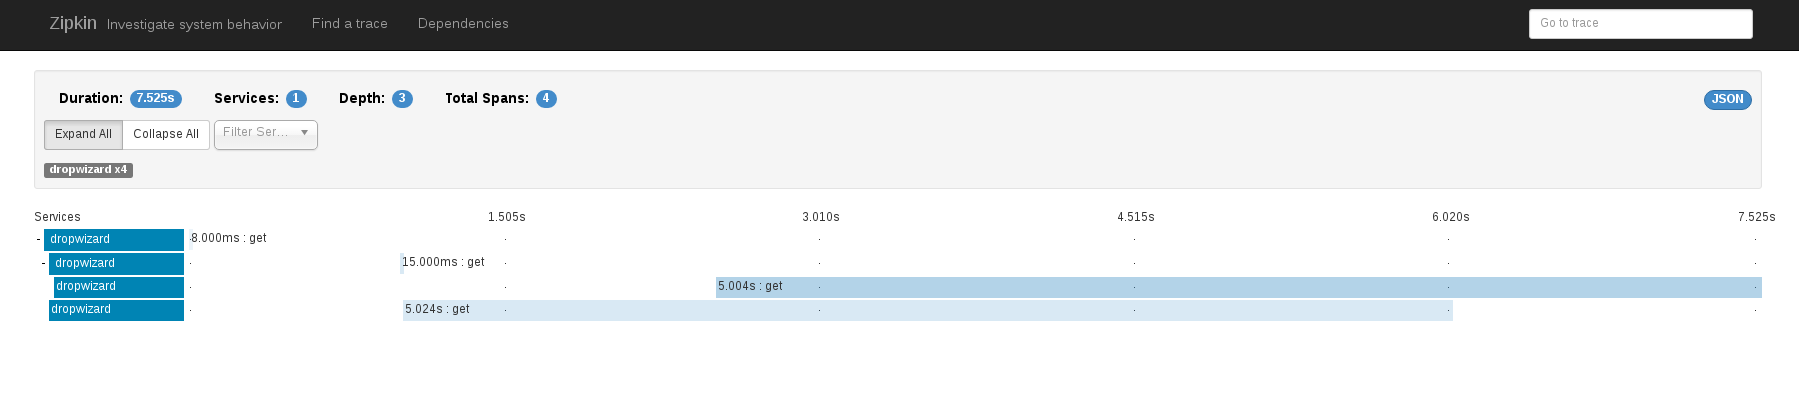 Zipkin Investigate system behavior Find a trace Dependencies Go to trace
Duration: 7.525s Services: 1 Depth: 3 Total Spans: 4 JSON
Expand All Collapse All Filter Ser...
dropwizard x4
Services 1.505s 3.010s 4.515s 6.020s 7.525s
- dropwizard 8.000ms : get
- dropwizard 15.000ms : get
dropwizard 5.004s : get
dropwizard 5.024s : get